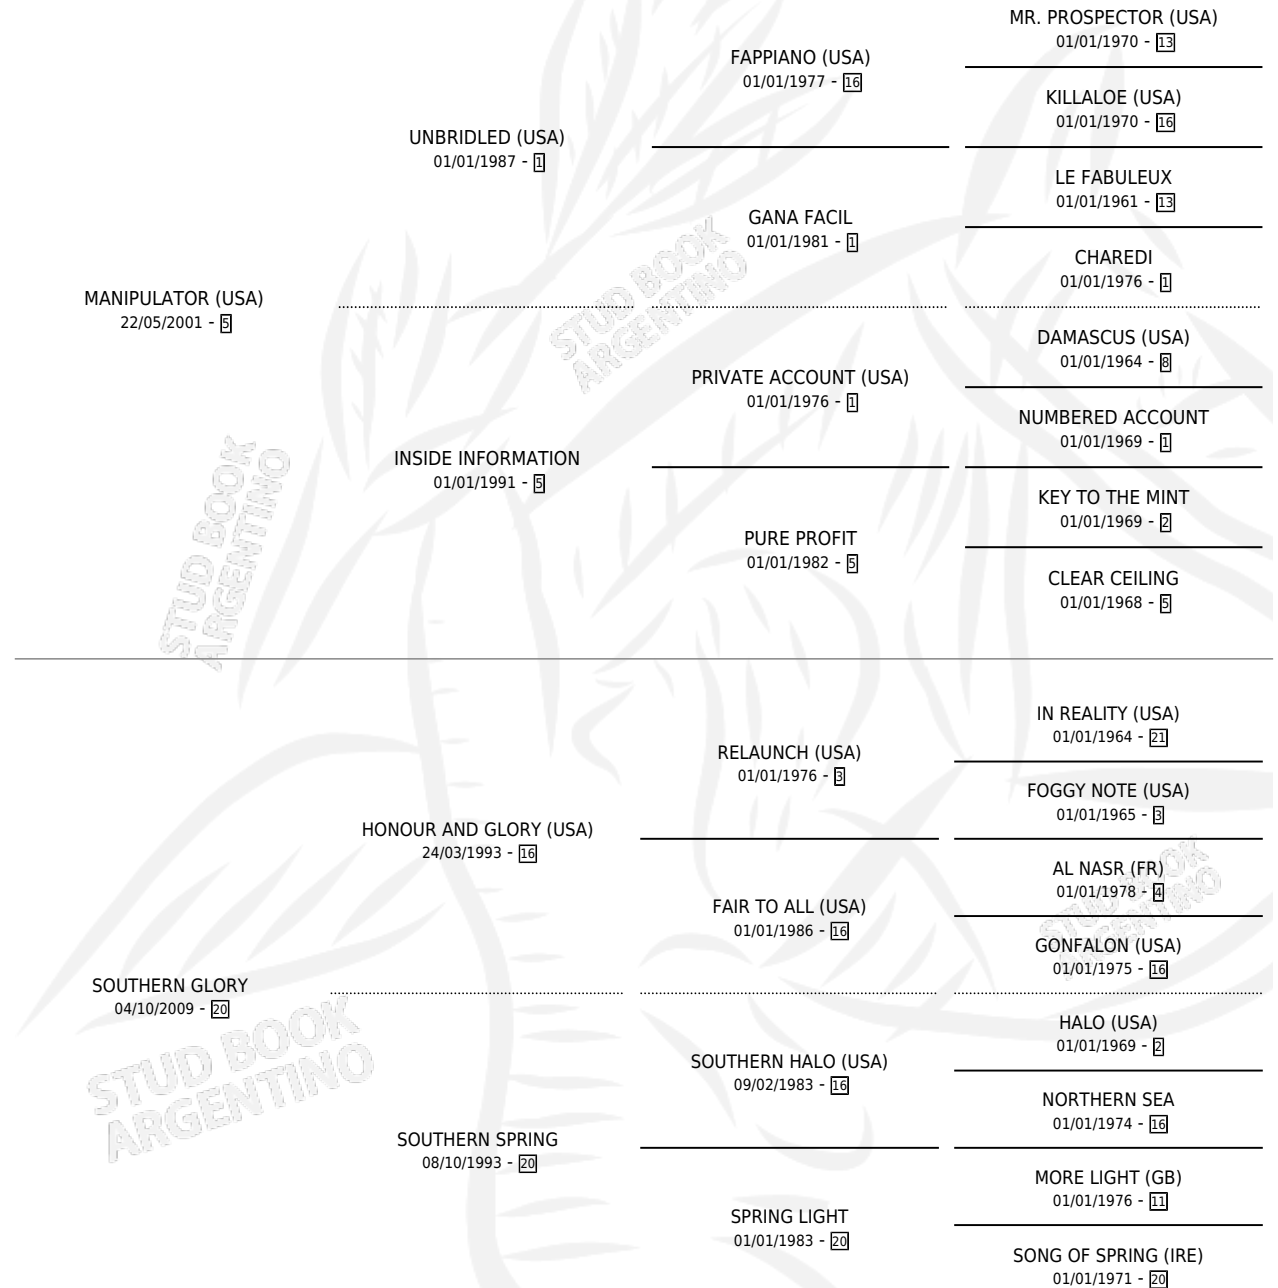 MR. PROSPECTOR (USA)
01/01/1970 - 13
FAPPIANO (USA)
01/01/1977 - 16
KILLALOE (USA)
01/01/1970 - 16
UNBRIDLED (USA)
01/01/1987 - 1
LE FABULEUX
01/01/1961 - 13
GANA FACIL
01/01/1981 - 1
CHAREDI
01/01/1976 - 1
MANIPULATOR (USA)
22/05/2001 - 5
STUD BOOK
ARGENTINO
DAMASCUS (USA)
01/01/1964 - 8
PRIVATE ACCOUNT (USA)
01/01/1976 - 1
NUMBERED ACCOUNT
01/01/1969 - 1
INSIDE INFORMATION
01/01/1991 - 5
KEY TO THE MINT
01/01/1969 - 2
PURE PROFIT
01/01/1982 - 5
CLEAR CEILING
01/01/1968 - 5
STUD BOOK
ARGENTINO
IN REALITY (USA)
01/01/1964 - 21
RELAUNCH (USA)
01/01/1976 - 3
FOGGY NOTE (USA)
01/01/1965 - 3
HONOUR AND GLORY (USA)
24/03/1993 - 16
AL NASR (FR)
01/01/1978 - 4
FAIR TO ALL (USA)
01/01/1986 - 16
GONFALON (USA)
01/01/1975 - 16
STUD BOOK
ARGENTINO
SOUTHERN GLORY
04/10/2009 - 20
HALO (USA)
01/01/1969 - 2
SOUTHERN HALO (USA)
09/02/1983 - 16
NORTHERN SEA
01/01/1974 - 16
STUD BOOK
ARGENTINO
SOUTHERN SPRING
08/10/1993 - 20
MORE LIGHT (GB)
01/01/1976 - 11
SPRING LIGHT
01/01/1983 - 20
SONG OF SPRING (IRE)
01/01/1971 - 20